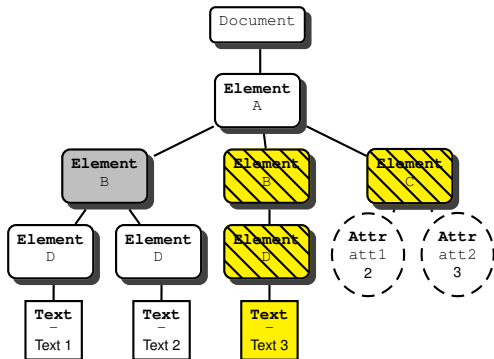 Document
Element
A
Element
B
Element
B
Element
C
Element
D
Element
D
Element
D
Attr
att1
2
Attr
att2
3
Text
–
Text 1
Text
–
Text 2
Text
–
Text 3